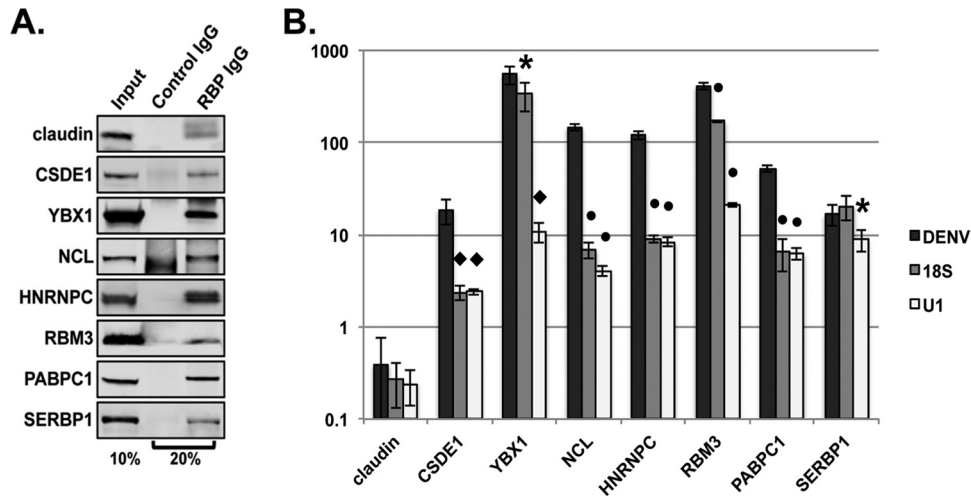 A.
Input
Control IgG
RBP IgG
claudin
CSDE1
YBX1
NCL
HNRNPC
RBM3
PABPC1
SERBP1
10% 20%
B.
1000
100
10
1
0.1
*
*
claudin
CSDE1
YBX1
NCL
HNRNPC
RBM3
PABPC1
SERBP1
DENV
18S
U1